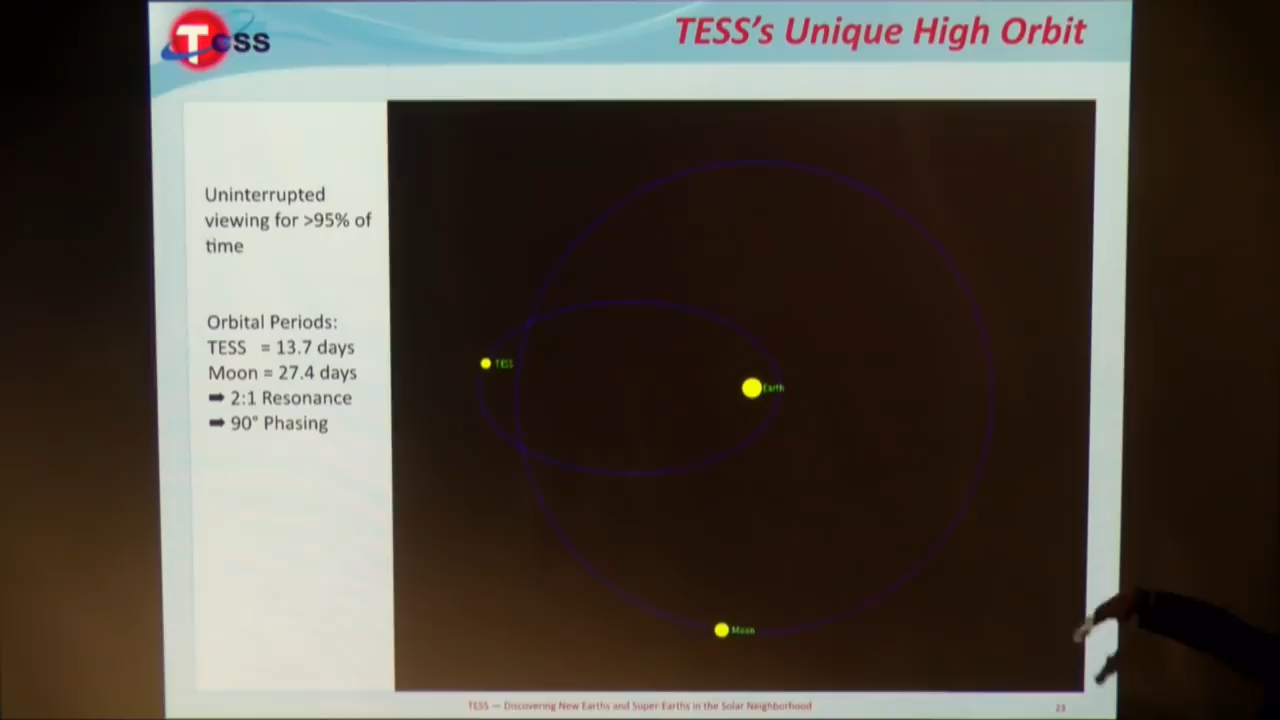 Tess
TESS's Unique High Orbit
Uninterrupted
viewing for >95% of
time
Orbital Periods:
TESS = 13.7 days
Moon = 27.4 days
➡ 2:1 Resonance
➡ 90° Phasing
TESS
Earth
Moon
TESS — Discovering New Earths and Super-Earths in the Solar Neighborhood
23